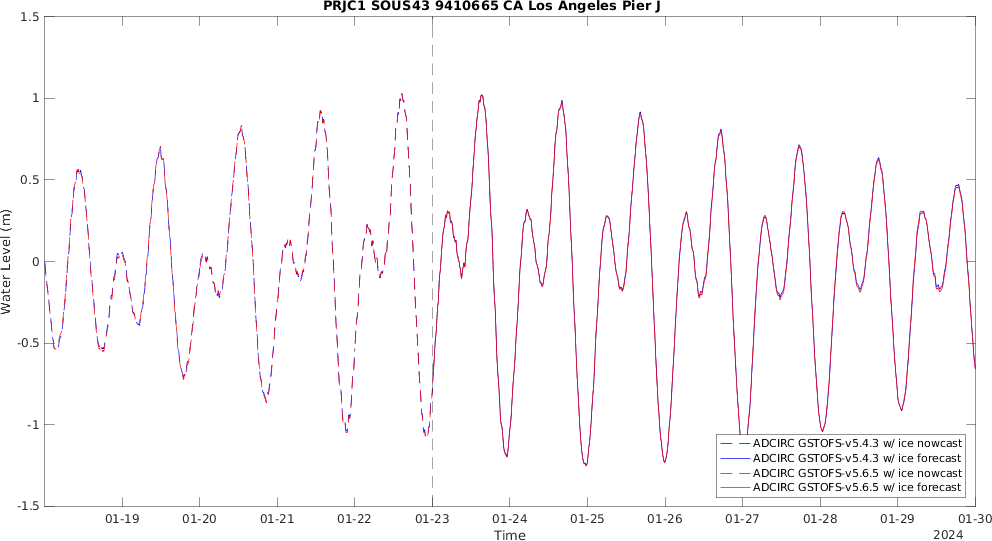 PRJC1 SOUS43 9410665 CA Los Angeles Pier J
1.5
1
0.5
0
-0.5
-1
-1.5
Water Level (m)
01-19 01-20 01-21 01-22 01-23 01-24 01-25 01-26 01-27 01-28 01-29 01-30
Time
2024
ADCIRC GSTOFS-v5.4.3 w/ ice nowcast
ADCIRC GSTOFS-v5.4.3 w/ ice forecast
ADCIRC GSTOFS-v5.6.5 w/ ice nowcast
ADCIRC GSTOFS-v5.6.5 w/ ice forecast